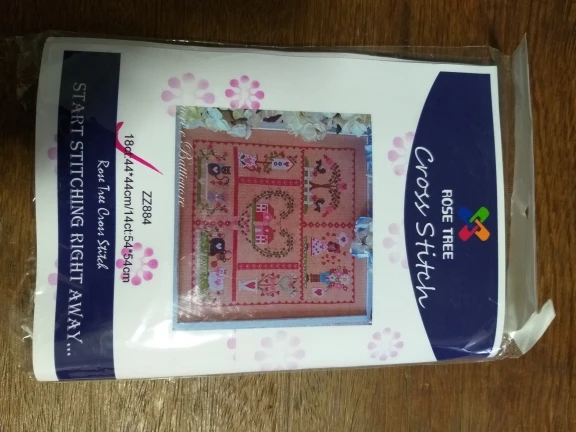 ROSE TREE
Cross Stitch
ZZ884
18ct:44*44cm/14ct:54*54cm
Rose Tree Cross Stitch
START STITCHING RIGHT AWAY...